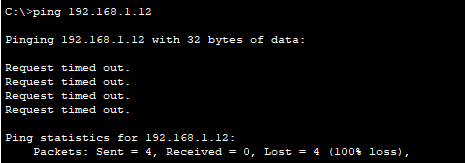 C:\>ping 192.168.1.12
Pinging 192.168.1.12 with 32 bytes of data:
Request timed out.
Request timed out.
Request timed out.
Request timed out.
Ping statistics for 192.168.1.12:
Packets: Sent = 4, Received = 0, Lost = 4 (100% loss),